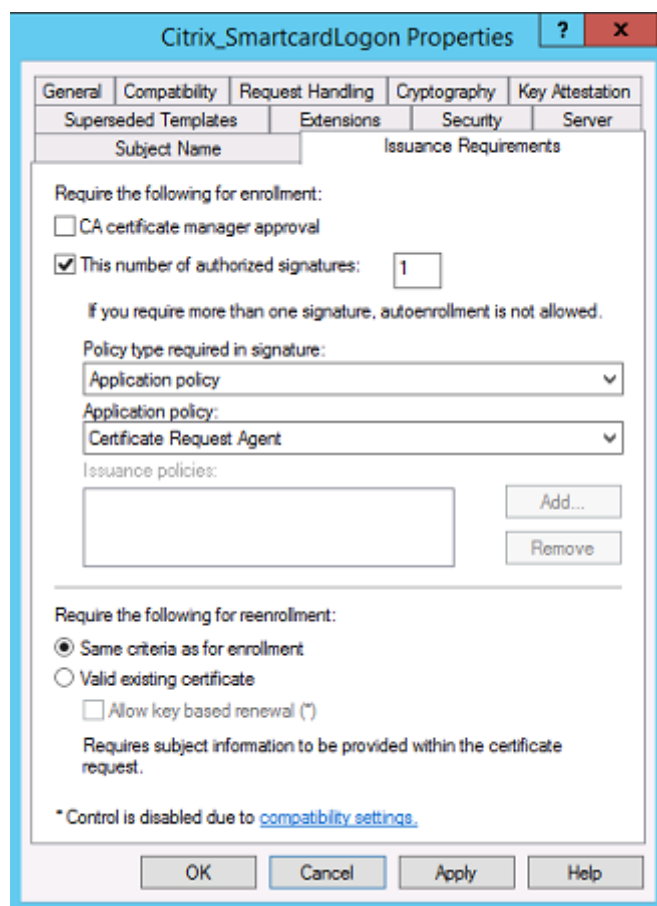 Citrix_SmartcardLogon Properties
? x
General Compatibility Request Handling Cryptography Key Attestation
Superseded Templates Extensions Security Server
Subject Name Issuance Requirements
Require the following for enrollment:
CA certificate manager approval
This number of authorized signatures: 1
If you require more than one signature, autoenrollment is not allowed.
Policy type required in signature:
Application policy
Application policy:
Certificate Request Agent
Issuance policies:
Add...
Remove
Require the following for reenrollment:
Same criteria as for enrollment
Valid existing certificate
Allow key based renewal (*)
Requires subject information to be provided within the certificate
request.
* Control is disabled due to compatibility settings.
OK Cancel Apply Help